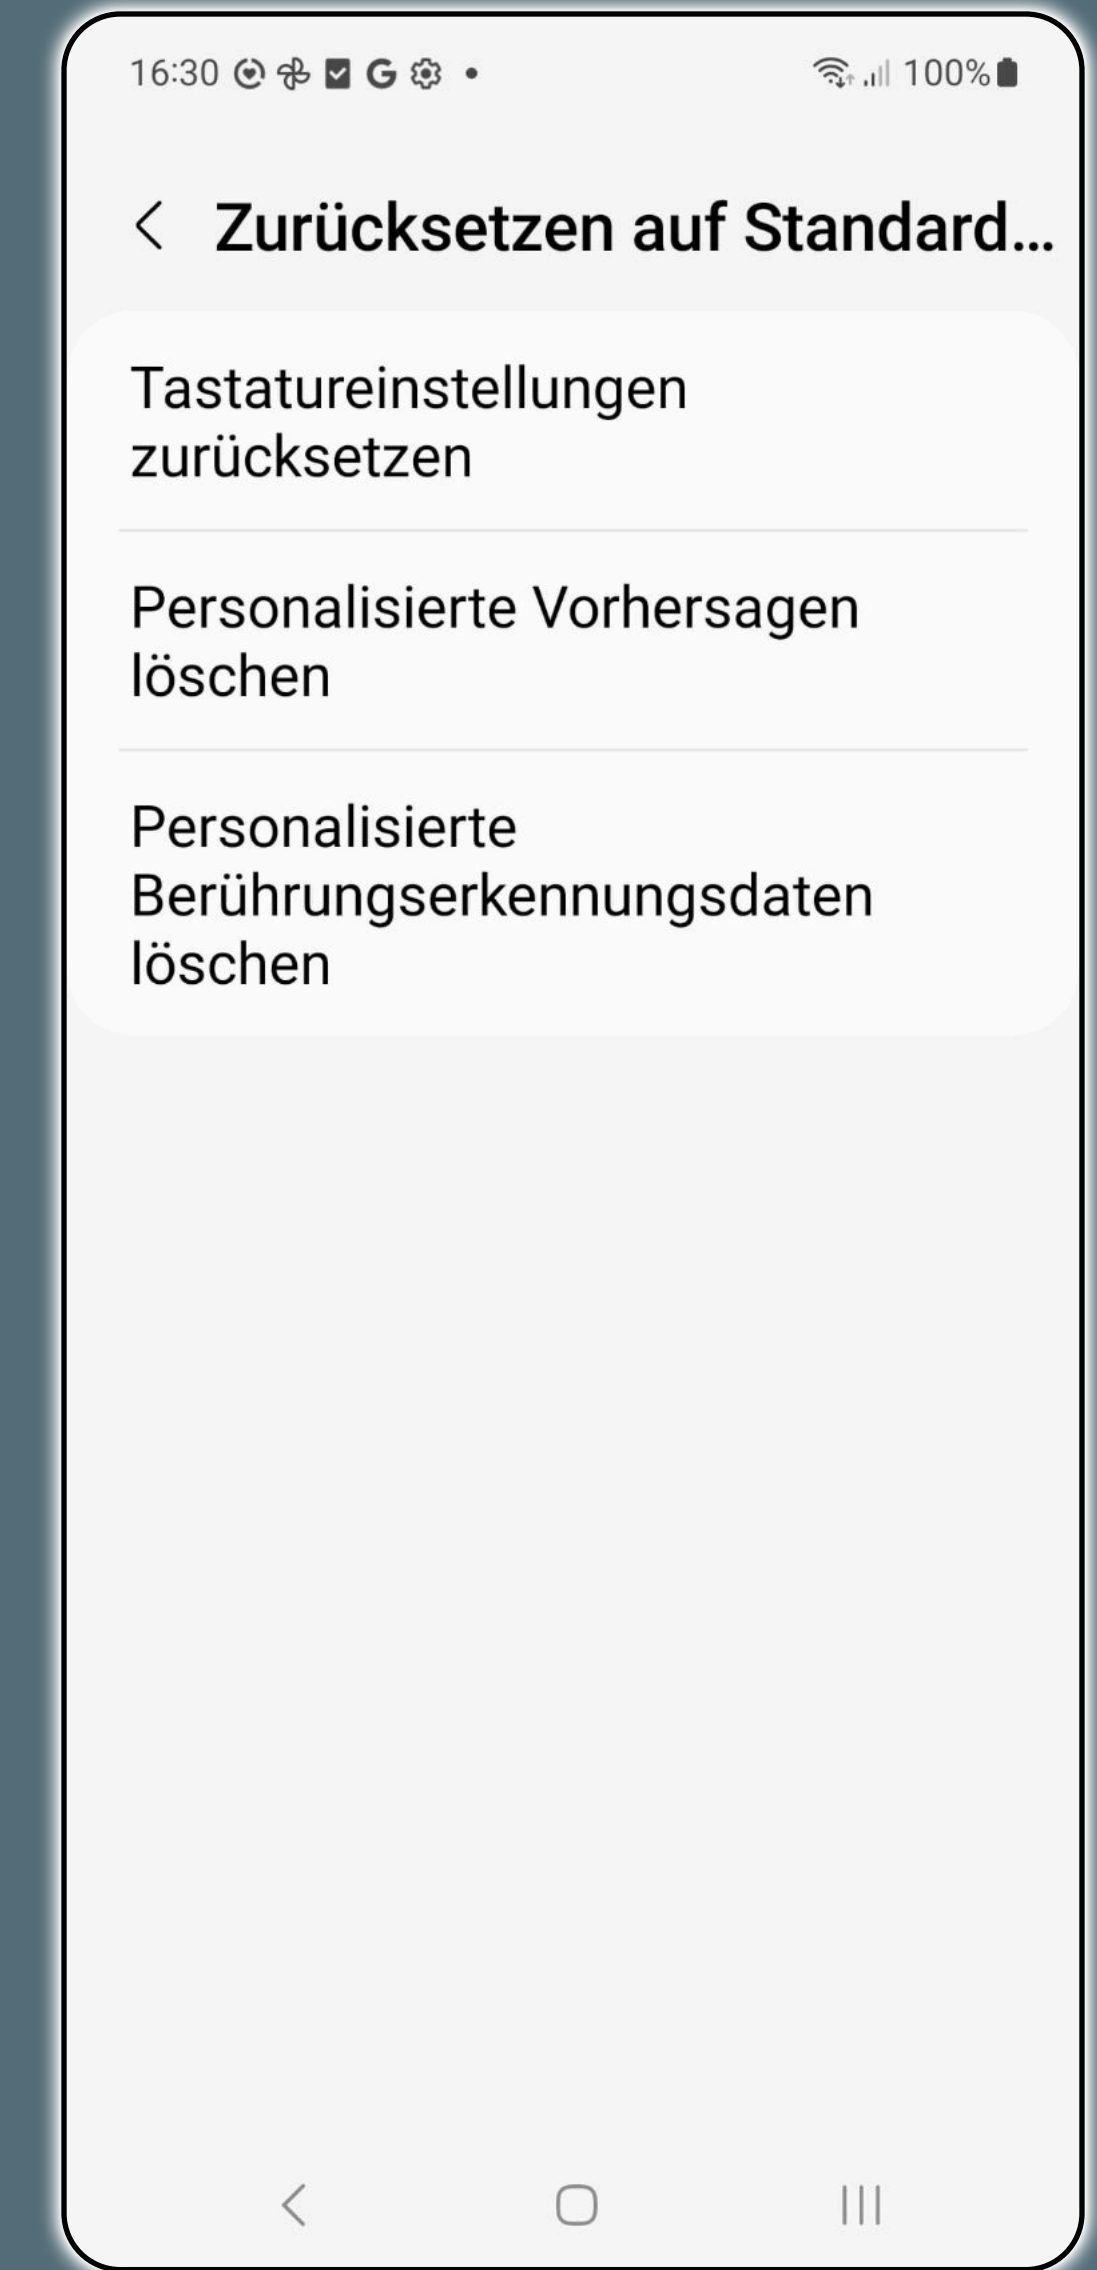 16:30 100%
Zurücksetzen auf Standard...
Tastatureinstellungen
zurücksetzen
Personalisierte Vorhersagen
löschen
Personalisierte
Berührungserkennungsdaten
löschen